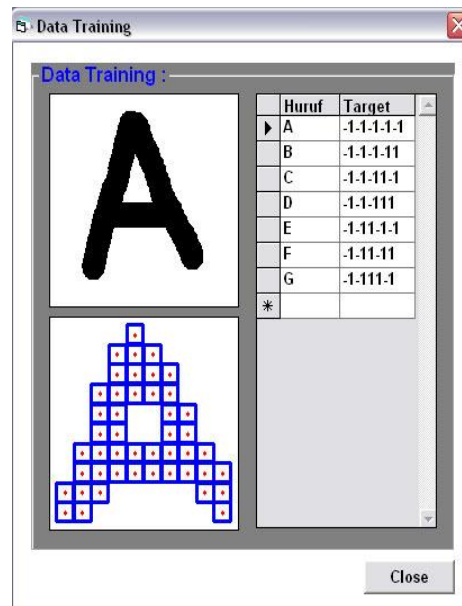 Data Training
Data Training :
A
Huruf Target
A -1-1-1-1-1
B -1-1-1-11
C -1-1-11-1
D -1-1-111
E -1-11-1-1
F -1-11-11
G -1-111-1
*
Close